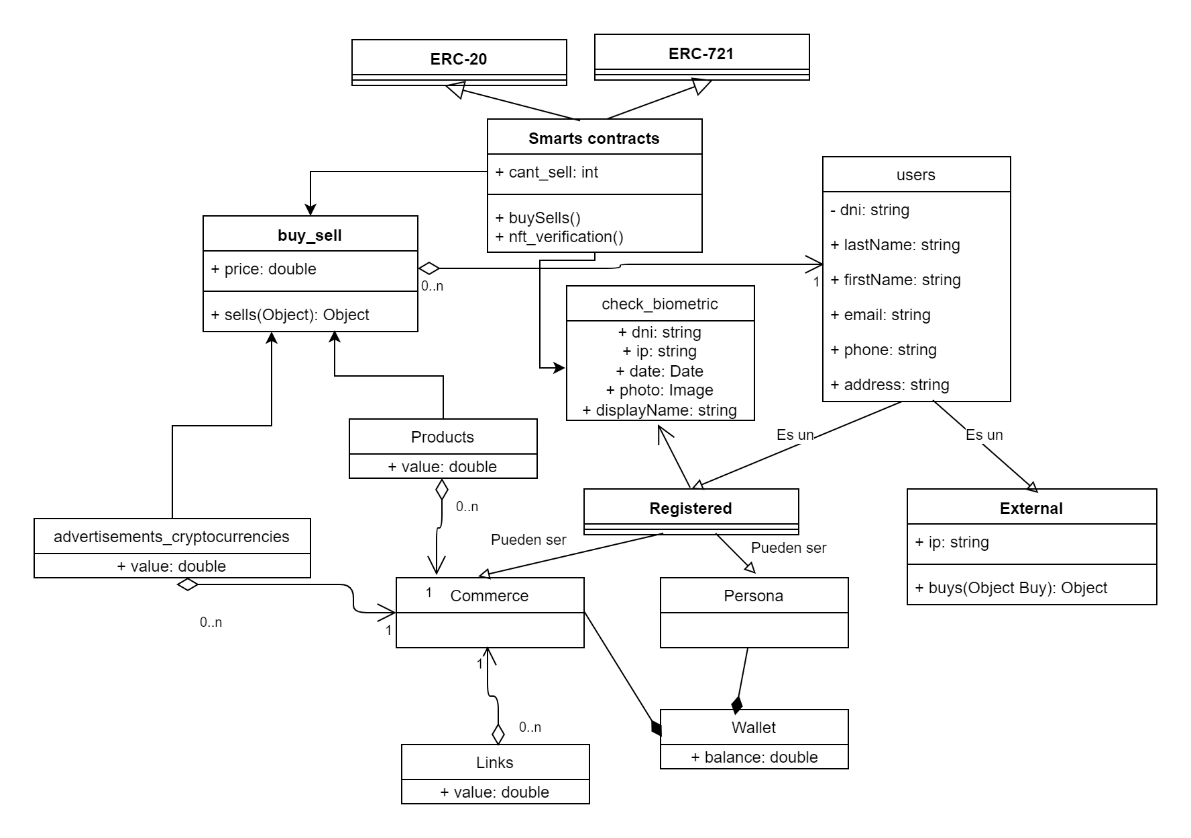 ERC-20
ERC-721
Smarts contracts
+ cant_sell: int
+ buySells()
+ nft_verification()
users
- dni: string
+ lastName: string
+ firstName: string
+ email: string
+ phone: string
+ address: string
buy_sell
+ price: double
+ sells(Object): Object
0..n
1
check_biometric
+ dni: string
+ ip: string
+ date: Date
+ photo: Image
+ displayName: string
Es un
Es un
Products
+ value: double
0..n
Registered
External
+ ip: string
+ buys(Object Buy): Object
advertisements_cryptocurrencies
+ value: double
0..n
1
Pueden ser
Pueden ser
1
Commerce
Persona
1
0..n
Wallet
+ balance: double
Links
+ value: double